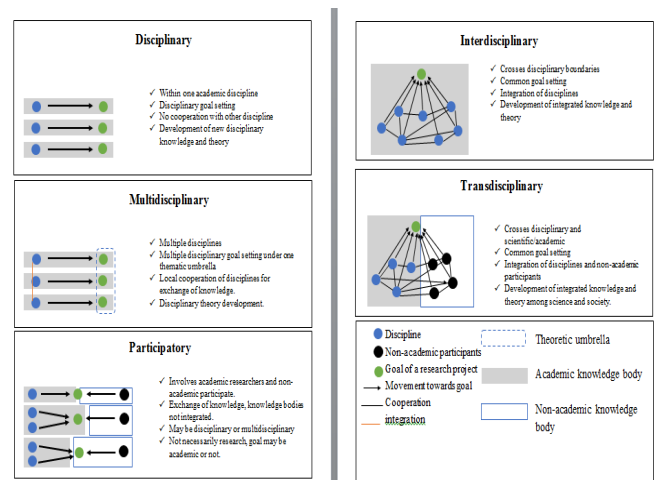 Disciplinary
✓ Within one academic discipline
✓ Disciplinary goal setting
✓ No cooperation with other discipline
✓ Development of new disciplinary
knowledge and theory
Multidisciplinary
✓ Multiple disciplines
✓ Multiple disciplinary goal setting under one
thematic umbrella
✓ Local cooperation of disciplines for
exchange of knowledge.
✓ Disciplinary theory development.
Participatory
✓ Involves academic researchers and non-
academic participate.
✓ Exchange of knowledge, knowledge bodies
not integrated.
✓ May be disciplinary or multidisciplinary
✓ Not necessarily research, goal may be
academic or not.
Interdisciplinary
✓ Crosses disciplinary boundaries
✓ Common goal setting
✓ Integration of disciplines
✓ Development of integrated knowledge and
theory
Transdisciplinary
✓ Crosses disciplinary and
scientific/academic
✓ Common goal setting
✓ Integration of disciplines and non-academic
participants
✓ Development of integrated knowledge and
theory among science and society.
Discipline
Non-academic participants
Goal of a research project
Movement towards goal
Cooperation
integration
Theoretic umbrella
Academic knowledge body
Non-academic knowledge
body